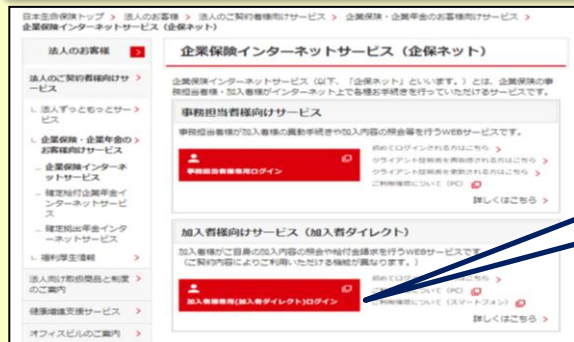 日本生命保険トップ > 法人のお客様 > 法人のご契約者様向けサービス > 企業保険・企業年金のお客様向けサービス >
企業保険インターネットサービス（企保ネット）
法人のお客様
法人のご契約者様向けサービス
法人ずっともっとサービス
企業保険・企業年金のお客様向けサービス
企業保険インターネットサービス
確定給付企業年金インターネットサービス
確定拠出年金インターネットサービス
福利厚生情報
法人向け取扱商品と制度のご案内
健康増進支援サービス
オフィスビルのご案内
企業保険インターネットサービス（企保ネット）
企業保険インターネットサービス（以下、「企保ネット」といいます。）とは、企業保険の事
務担当者様・加入者様がインターネット上で各種お手続きを行っていただけるサービスです。
事務担当者様向けサービス
事務担当者様が加入者様の異動手続きや加入内容の照会等を行うWEBサービスです。
事務担当者様専用ログイン
初めてログインされる方はこちら >
クライアント証明書を再取得される方はこちら >
クライアント証明書を更新される方はこちら >
ご利用環境について（PC）
詳しくはこちら >
加入者様向けサービス（加入者ダイレクト）
加入者様がご自身の加入内容の照会や給付金請求を行うWEBサービスです。
（ご契約内容によりご利用いただける機能が異なります。）
加入者様専用(加入者ダイレクト)ログイン
初めてログ
こちら >
について（PC）
ご利用環境について（スマートフォン）
詳しくはこちら >